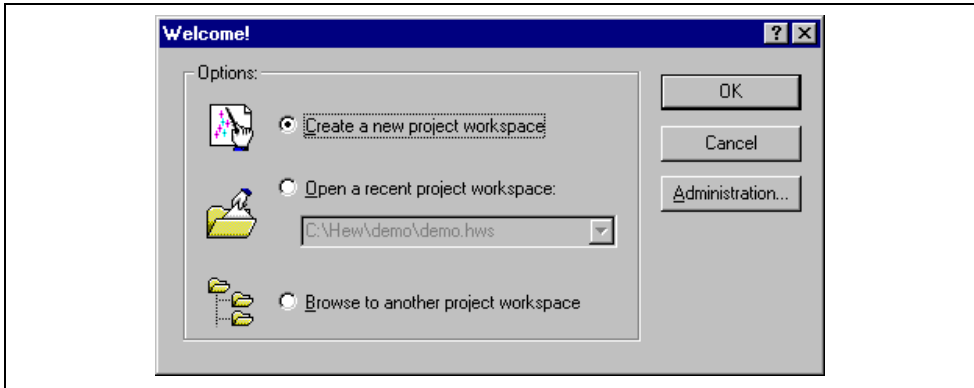 Welcome!
Options:
Create a new project workspace
Open a recent project workspace:
C:\Hew\demo\demo.hws
Browse to another project workspace
OK
Cancel
Administration...